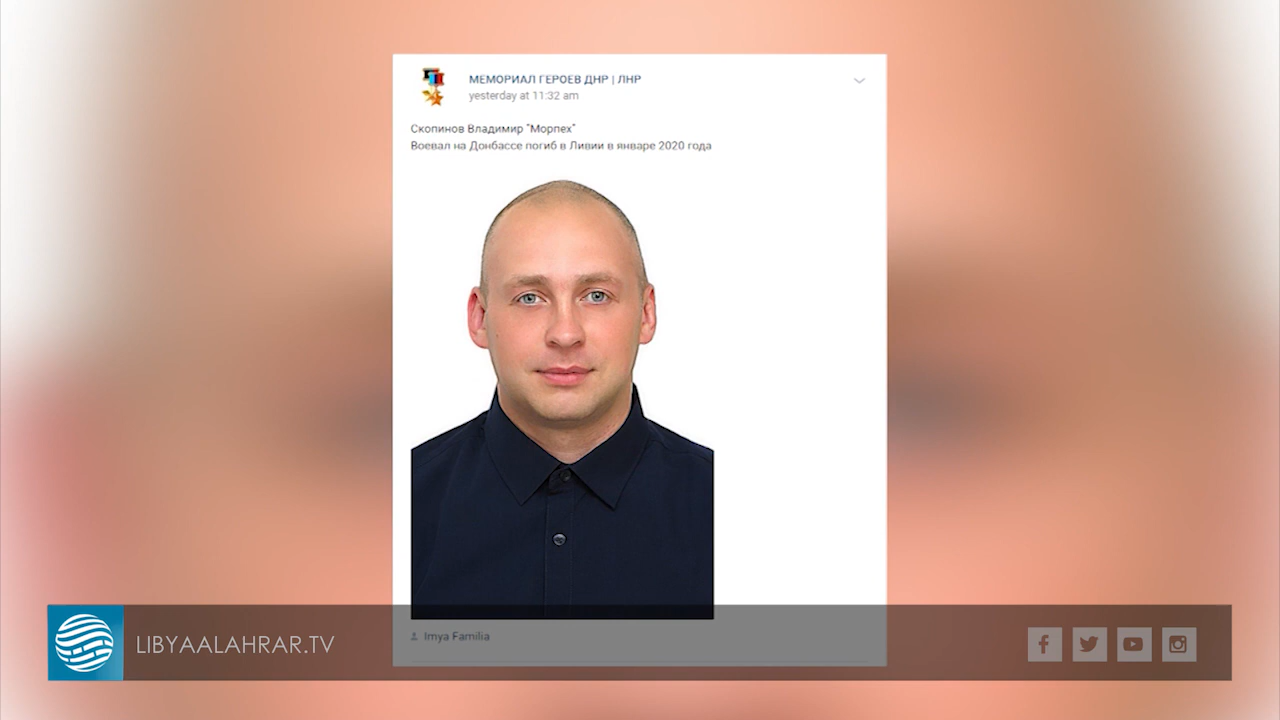 МЕМОРИАЛ ГЕРОЕВ ДНР | ЛНР
yesterday at 11:32 am
Скопинов Владимир "Морпех"
Воевал на Донбассе погиб в Ливии в январе 2020 года
Imya Familia
LIBYAALAHRAR.TV